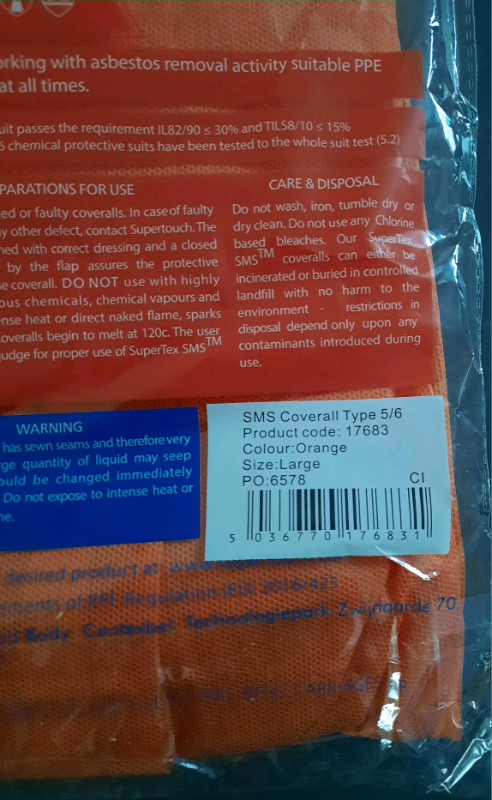 orking with asbestos removal activity suitable PPE
at all times.
uit passes the requirement IL82/90 ≤ 30% and TILS8/10 ≤ 15%
6 chemical protective suits have been tested to the whole suit test (5.2)
PARATIONS FOR USE
ed or faulty coveralls. In case of faulty
y other defect, contact Supertouch. The
ned with correct dressing and a closed
by the flap assures the protective
e coverall. DO NOT use with highly
ous chemicals, chemical vapours and
nse heat or direct naked flame, sparks
overalls begin to melt at 120c. The user
udge for proper use of SuperTex SMS™
CARE & DISPOSAL
Do not wash, iron, tumble dry or
dry clean. Do not use any Chlorine
based bleaches. Our SuperTex
SMS™ coveralls can either be
incinerated or buried in controlled
landfill with no harm to the
environment - restrictions in
disposal depend only upon any
contaminants introduced during
use.
WARNING
has sewn seams and therefore very
rge quantity of liquid may seep
ould be changed immediately
Do not expose to intense heat or
ne.
SMS Coverall Type 5/6
Product code: 17683
Colour:Orange
Size:Large
PO:6578 CI
5 036770 176831
desired product at www.
ements of PPE Regulation (EU) 2016/425
ed Body Centexbel Technologiepark Zwijnaarde 70,